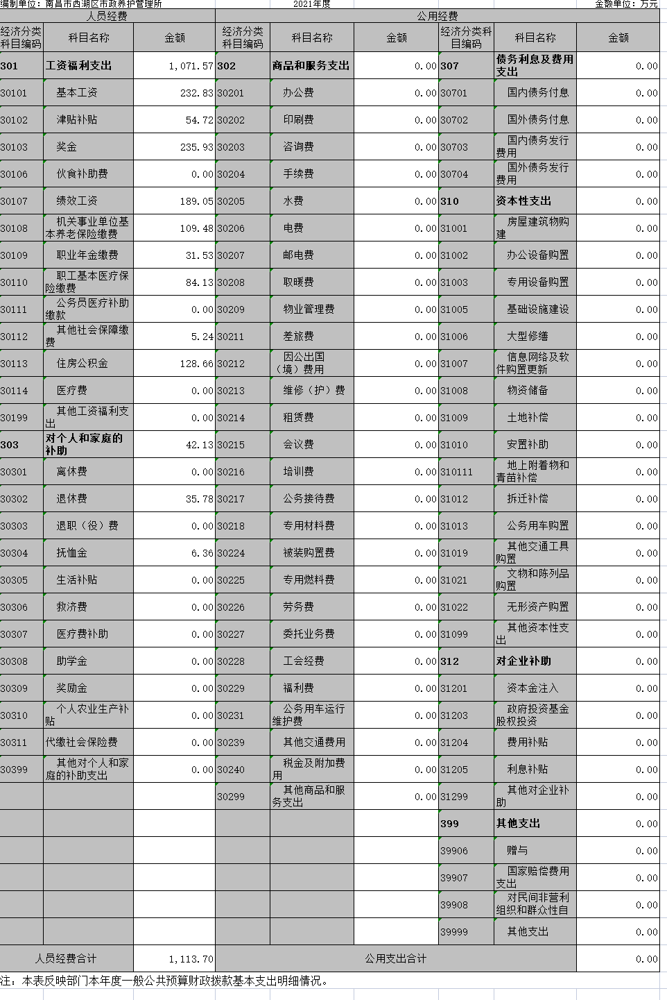 编制单位：南昌市西湖区市政养护管理所 2021年度 金额单位：万元
人员经费 公用经费
经济分类科目编码 科目名称 金额 经济分类科目编码 科目名称 金额 经济分类科目编码 科目名称 金额
301 工资福利支出 1,071.57 302 商品和服务支出 0.00 307 债务利息及费用支出 0.00
30101 基本工资 232.83 30201 办公费 0.00 30701 国内债务付息 0.00
30102 津贴补贴 54.72 30202 印刷费 0.00 30702 国外债务付息 0.00
30103 奖金 235.93 30203 咨询费 0.00 30703 国内债务发行费用 0.00
30106 伙食补助费 0.00 30204 手续费 0.00 30704 国外债务发行费用 0.00
30107 绩效工资 189.05 30205 水费 0.00 310 资本性支出 0.00
30108 机关事业单位基本养老保险缴费 109.48 30206 电费 0.00 31001 房屋建筑物购建 0.00
30109 职业年金缴费 31.53 30207 邮电费 0.00 31002 办公设备购置 0.00
30110 职工基本医疗保险缴费 84.13 30208 取暖费 0.00 31003 专用设备购置 0.00
30111 公务员医疗补助缴款 0.00 30209 物业管理费 0.00 31005 基础设施建设 0.00
30112 其他社会保障缴费 5.24 30211 差旅费 0.00 31006 大型修缮 0.00
30113 住房公积金 128.66 30212 因公出国（境）费用 0.00 31007 信息网络及软件购置更新 0.00
30114 医疗费 0.00 30213 维修（护）费 0.00 31008 物资储备 0.00
30199 其他工资福利支出 0.00 30214 租赁费 0.00 31009 土地补偿 0.00
303 对个人和家庭的补助 42.13 30215 会议费 0.00 31010 安置补助 0.00
30301 离休费 0.00 30216 培训费 0.00 310111 地上附着物和青苗补偿 0.00
30302 退休费 35.78 30217 公务接待费 0.00 31012 拆迁补偿 0.00
30303 退职（役）费 0.00 30218 专用材料费 0.00 31013 公务用车购置 0.00
30304 抚恤金 6.36 30224 被装购置费 0.00 31019 其他交通工具购置 0.00
30305 生活补贴 0.00 30225 专用燃料费 0.00 31021 文物和陈列品购置 0.00
30306 救济费 0.00 30226 劳务费 0.00 31022 无形资产购置 0.00
30307 医疗费补助 0.00 30227 委托业务费 0.00 31099 其他资本性支出 0.00
30308 助学金 0.00 30228 工会经费 0.00 312 对企业补助 0.00
30309 奖励金 0.00 30229 福利费 0.00 31201 资本金注入 0.00
30310 个人农业生产补贴 0.00 30231 公务用车运行维护费 0.00 31203 政府投资基金股权投资 0.00
30311 代缴社会保险费 0.00 30239 其他交通费用 0.00 31204 费用补贴 0.00
30399 其他对个人和家庭的补助支出 0.00 30240 税金及附加费用 0.00 31205 利息补贴 0.00
30299 其他商品和服务支出 0.00 31299 其他对企业补助 0.00
399 其他支出 0.00
39906 赠与 0.00
39907 国家赔偿费用支出 0.00
39908 对民间非营利组织和群众性自 0.00
39999 其他支出 0.00
人员经费合计 1,113.70 公用支出合计 0.00
注：本表反映部门本年度一般公共预算财政拨款基本支出明细情况。